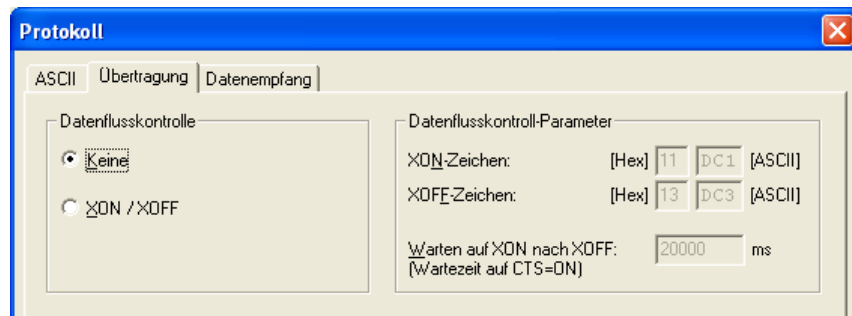 Protokoll
ASCII Übertragung Datenempfang
Datenflusskontrolle
Keine
XON / XOFF
Datenflusskontroll-Parameter
XON-Zeichen: [Hex] 11 DC1 [ASCII]
XOFF-Zeichen: [Hex] 13 DC3 [ASCII]
Warten auf XON nach XOFF: 20000 ms
(Wartezeit auf CTS=ON)